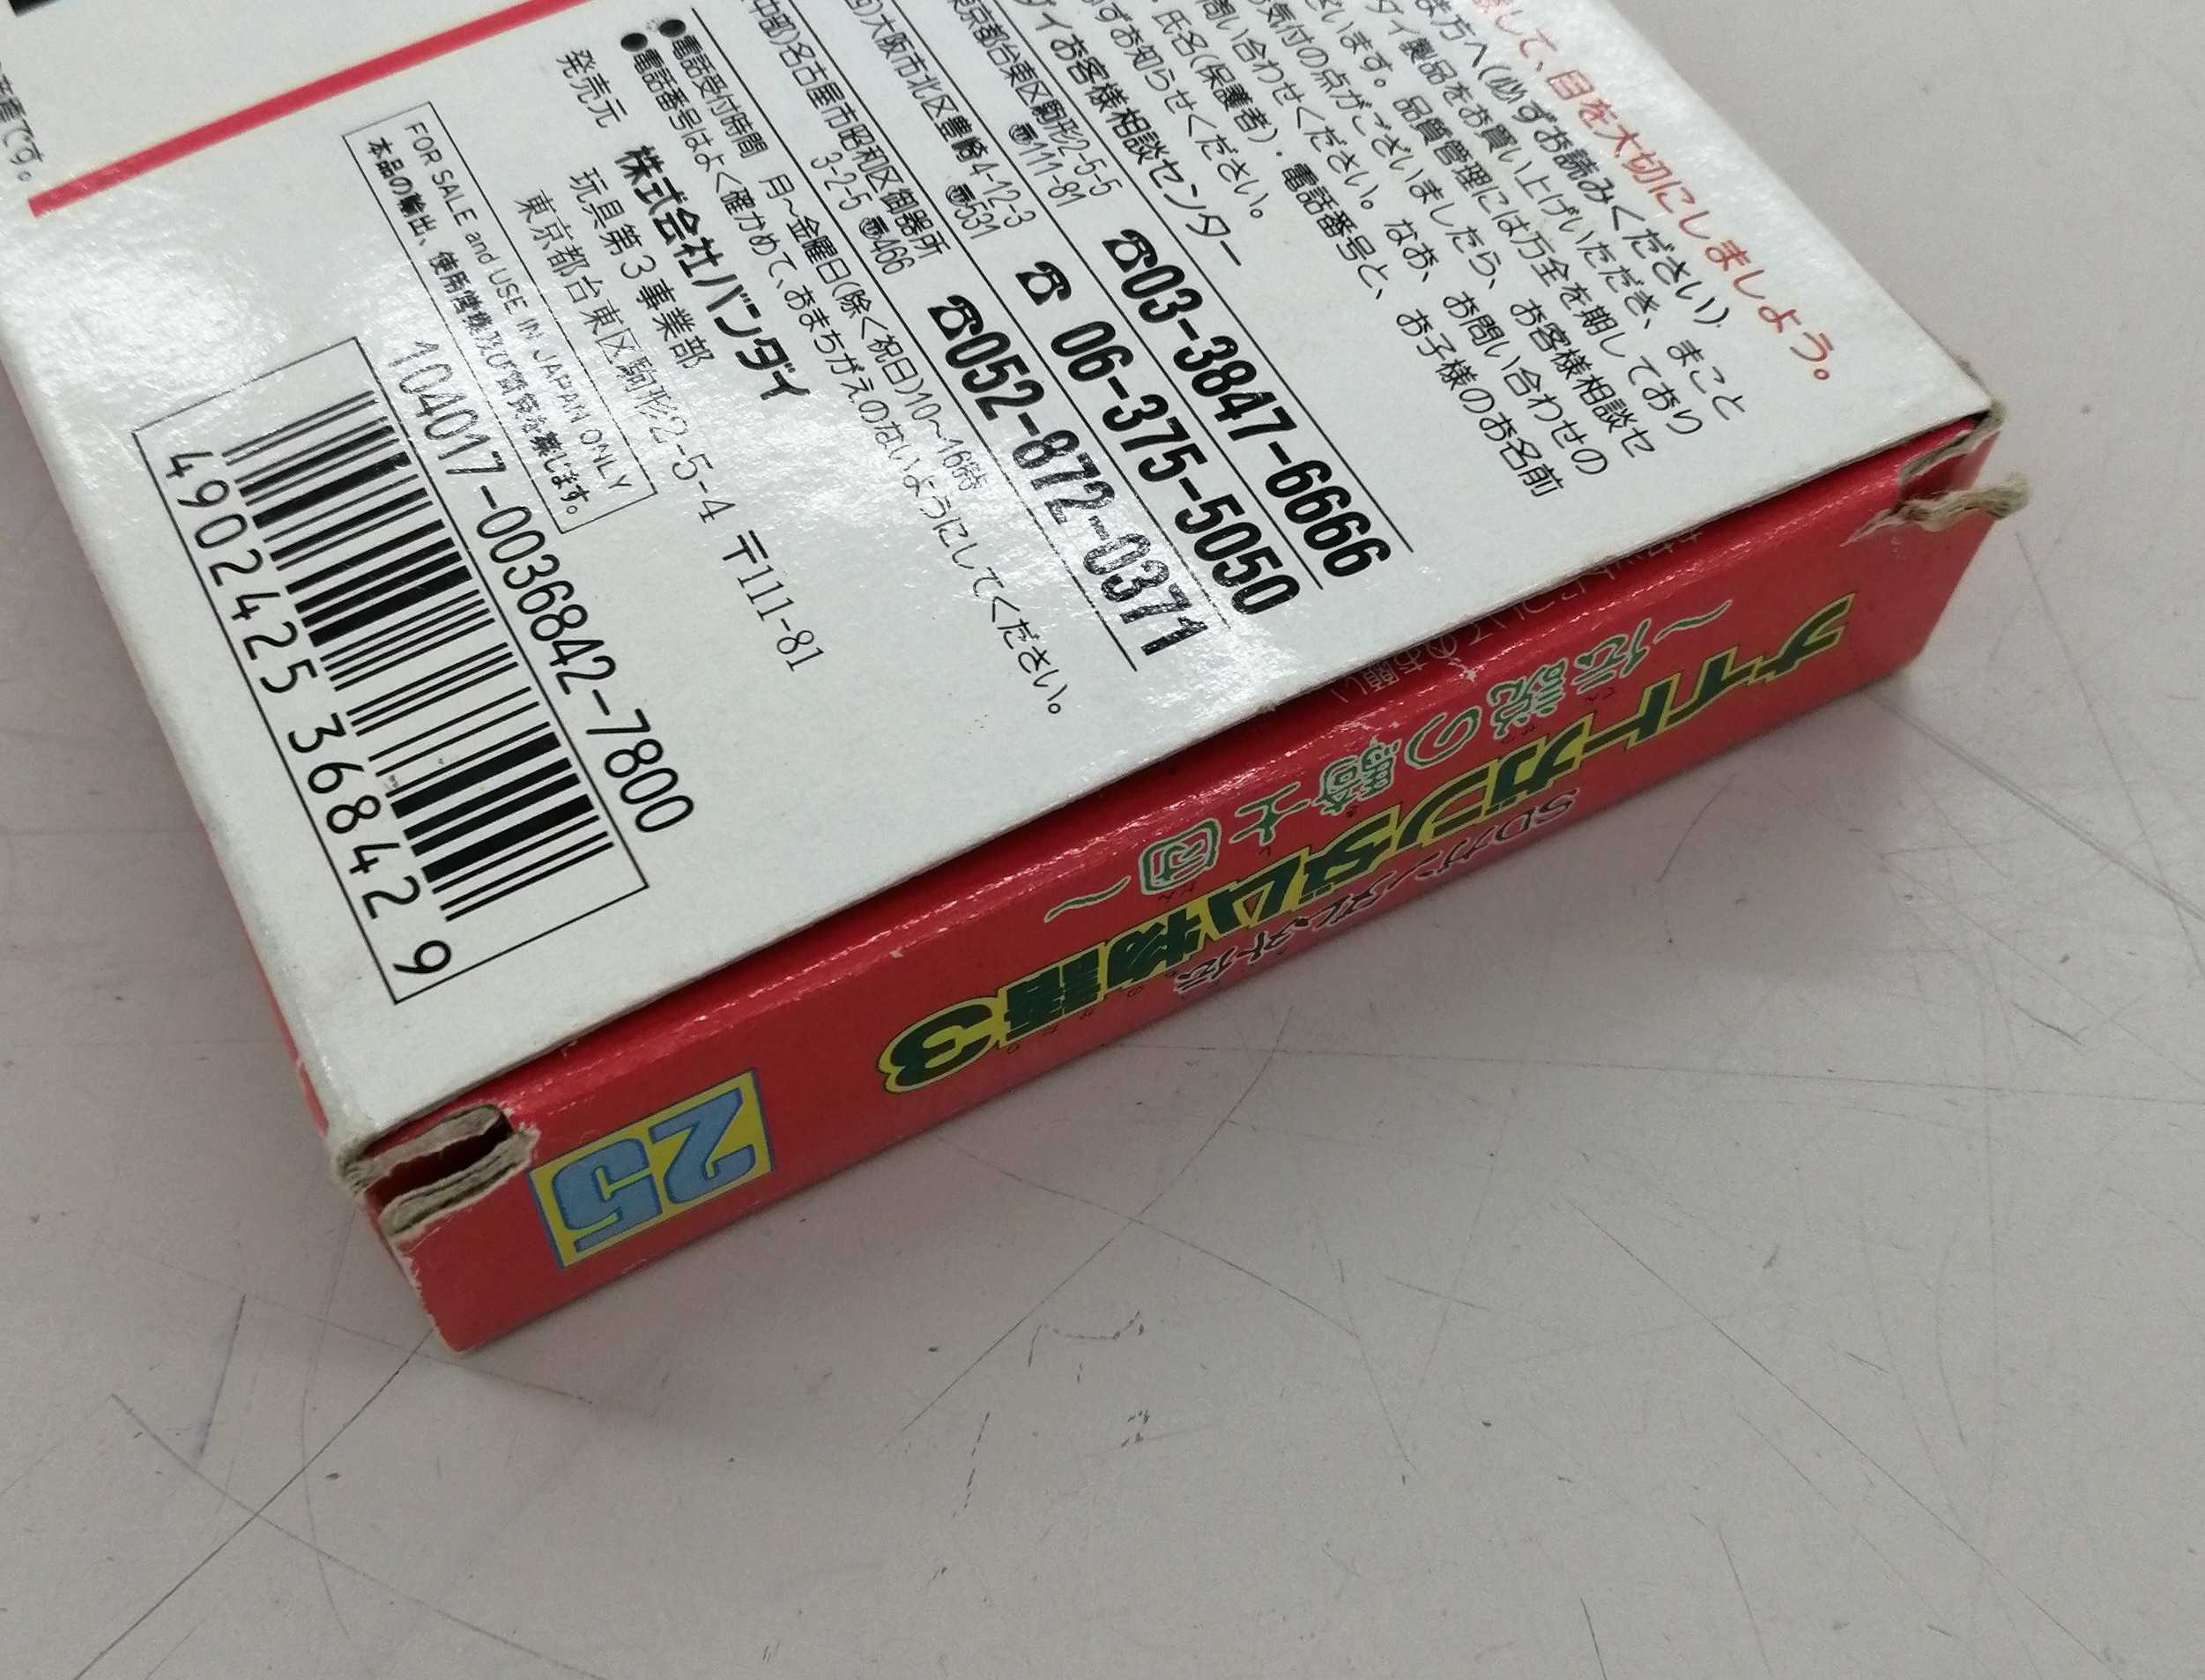 して、目を大切にしましょう。
ま方へ(必ずお読みください)
ダイ製品をお買い上げいただき、まこと
います。品質管理には万全を期しており
気付の点がございましたら、お客様相談セ
問い合わせください。なお、お問い合わせの
氏名(保護者)・電話番号と、お子様のお名前
ずお知らせください。
ダイお客様相談センター
東京都台東区駒形2-5-5
〒111-81
☎03-3847-6666
大阪市北区豊崎4-12-3
〒531
☎06-375-5050
中部)名古屋市昭和区御器所
3-2-5 〒466
☎052-872-0371
●電話受付時間 月〜金曜日(除く祝日)10〜16時
●電話番号はよく確かめて、おまちがえのないようにしてください。
発売元 株式会社バンダイ
玩具第3事業部
東京都台東区駒形2-5-4 〒111-81
FOR SALE and USE IN JAPAN ONLY
本品の輸出、使用営業及び賃貸を禁じます。
104017-0036842-7800
4902425368429
です。
SDガンダム外伝
ナイトガンダム物語3
〜伝説の騎士団〜
25